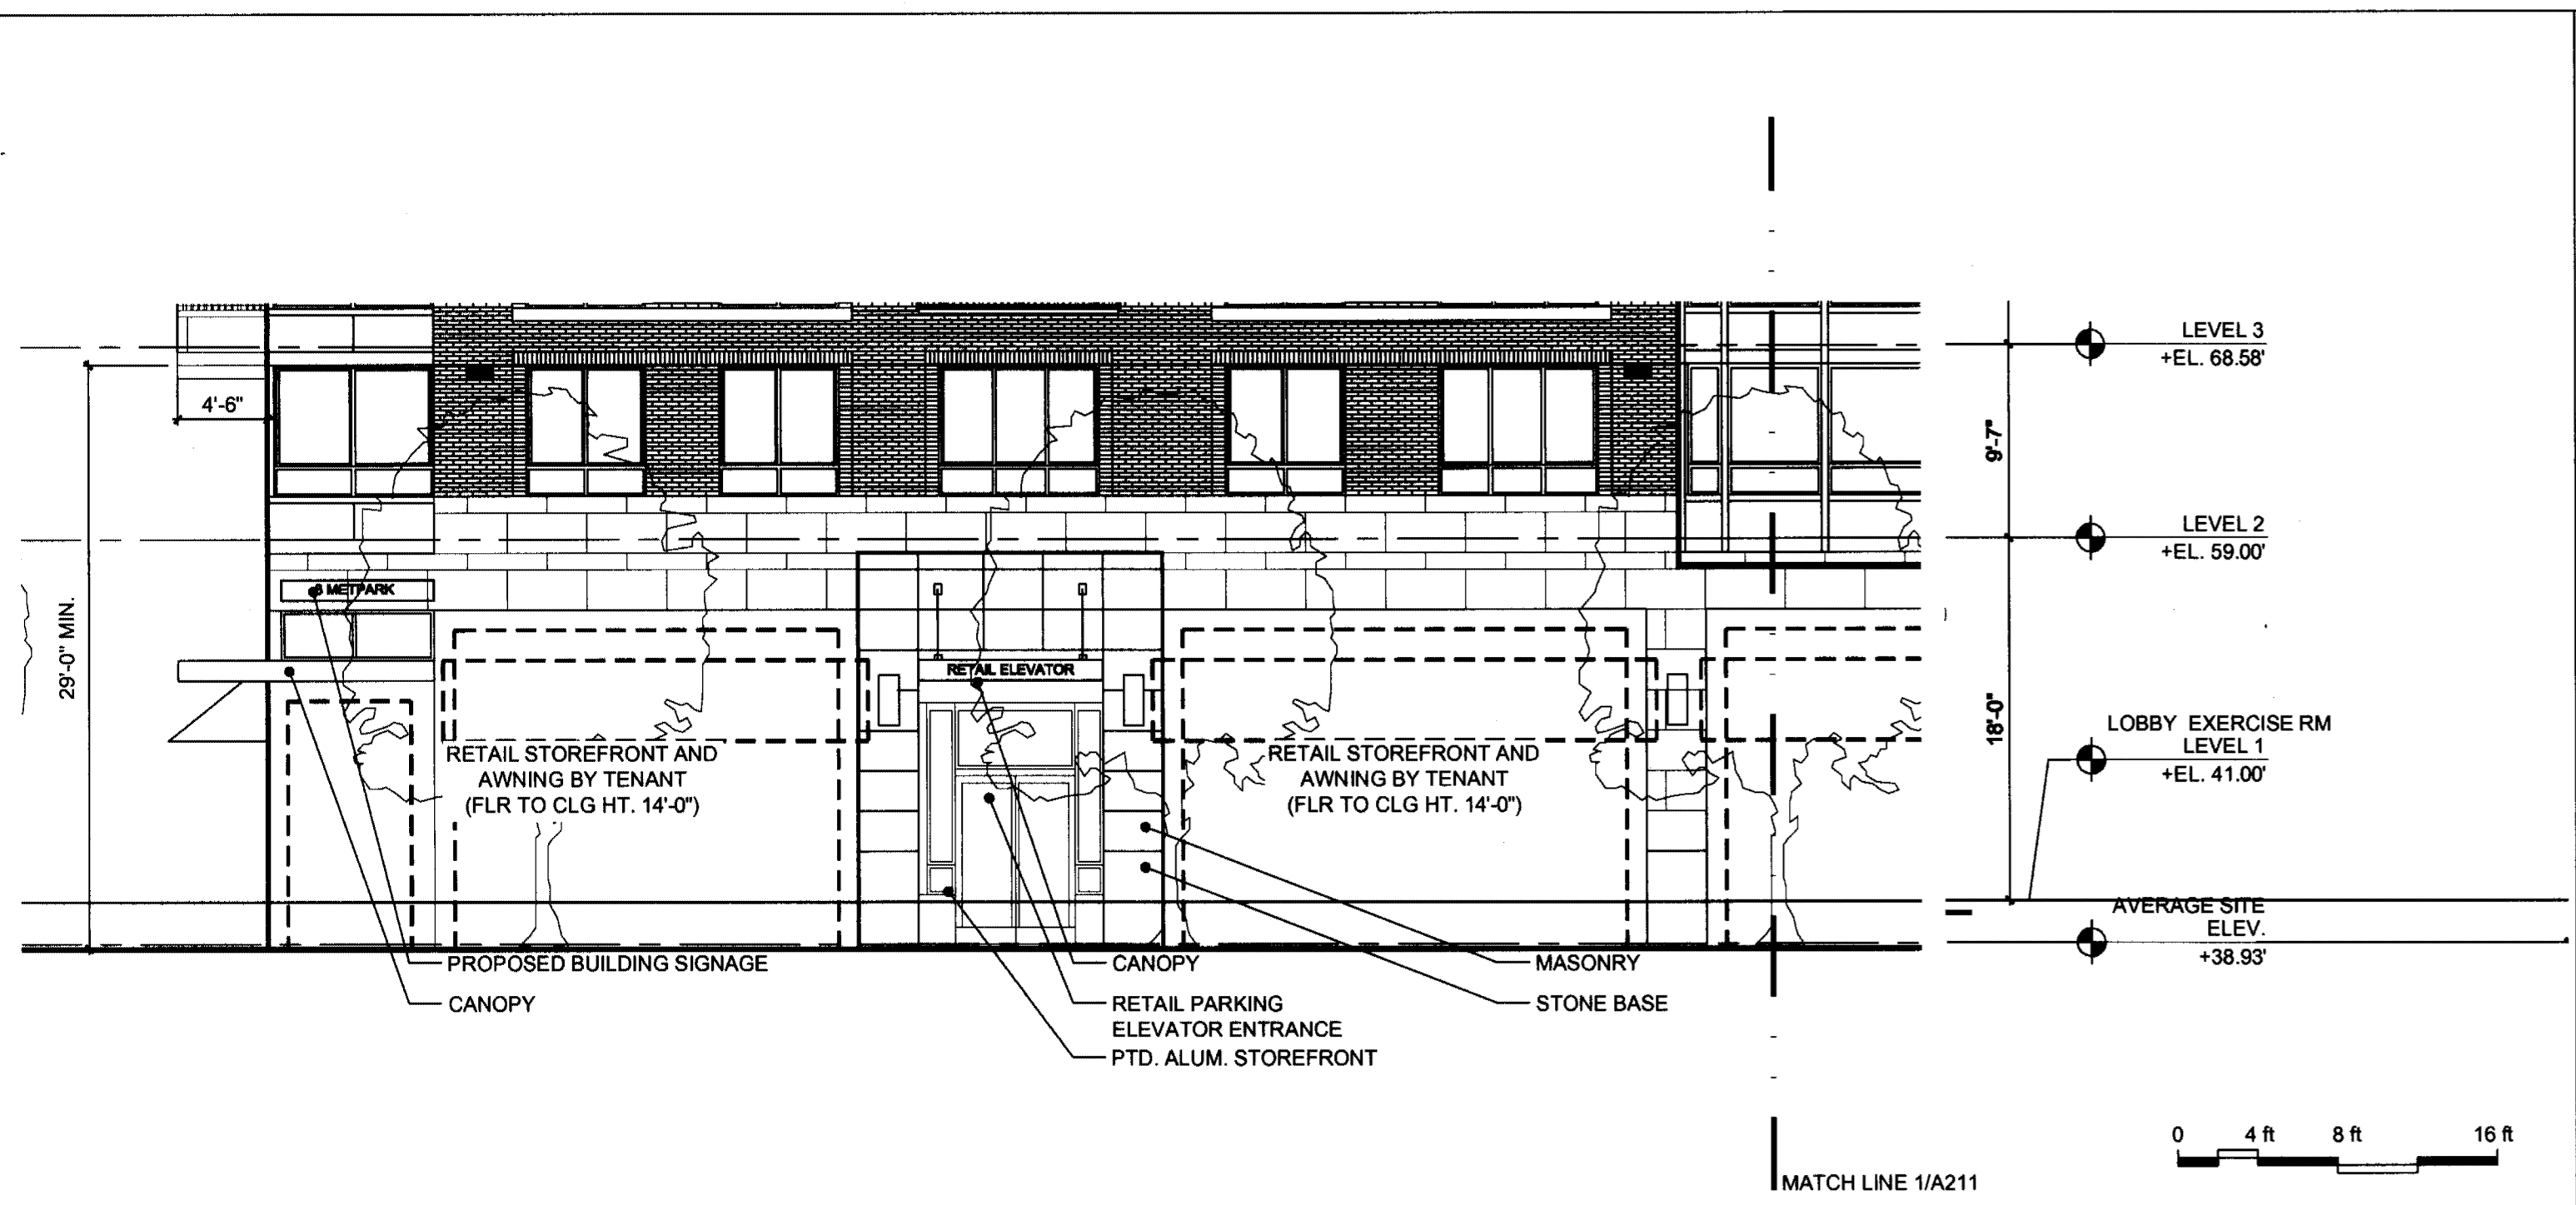 LEVEL 3
+EL. 68.58'
4'-6"
9'-7"
LEVEL 2
+EL. 59.00'
8 METPARK
29'-0" MIN.
RETAIL ELEVATOR
18'-0"
RETAIL STOREFRONT AND
AWNING BY TENANT
(FLR TO CLG HT. 14'-0")
RETAIL STOREFRONT AND
AWNING BY TENANT
(FLR TO CLG HT. 14'-0")
LOBBY EXERCISE RM
LEVEL 1
+EL. 41.00'
AVERAGE SITE
ELEV.
+38.93'
PROPOSED BUILDING SIGNAGE
CANOPY
CANOPY
RETAIL PARKING
ELEVATOR ENTRANCE
PTD. ALUM. STOREFRONT
MASONRY
STONE BASE
0 4 ft 8 ft 16 ft
MATCH LINE 1/A211